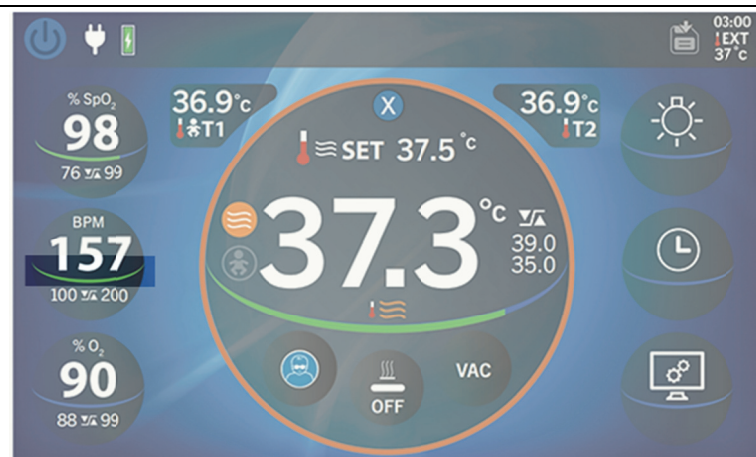 03:00
EXT
37°c
% SpO₂
98
76 99
36.9°c
T1
X
36.9°c
T2
SET 37.5°c
BPM
157
100 200
37.3°c
39.0
35.0
% O₂
90
88 99
OFF
VAC